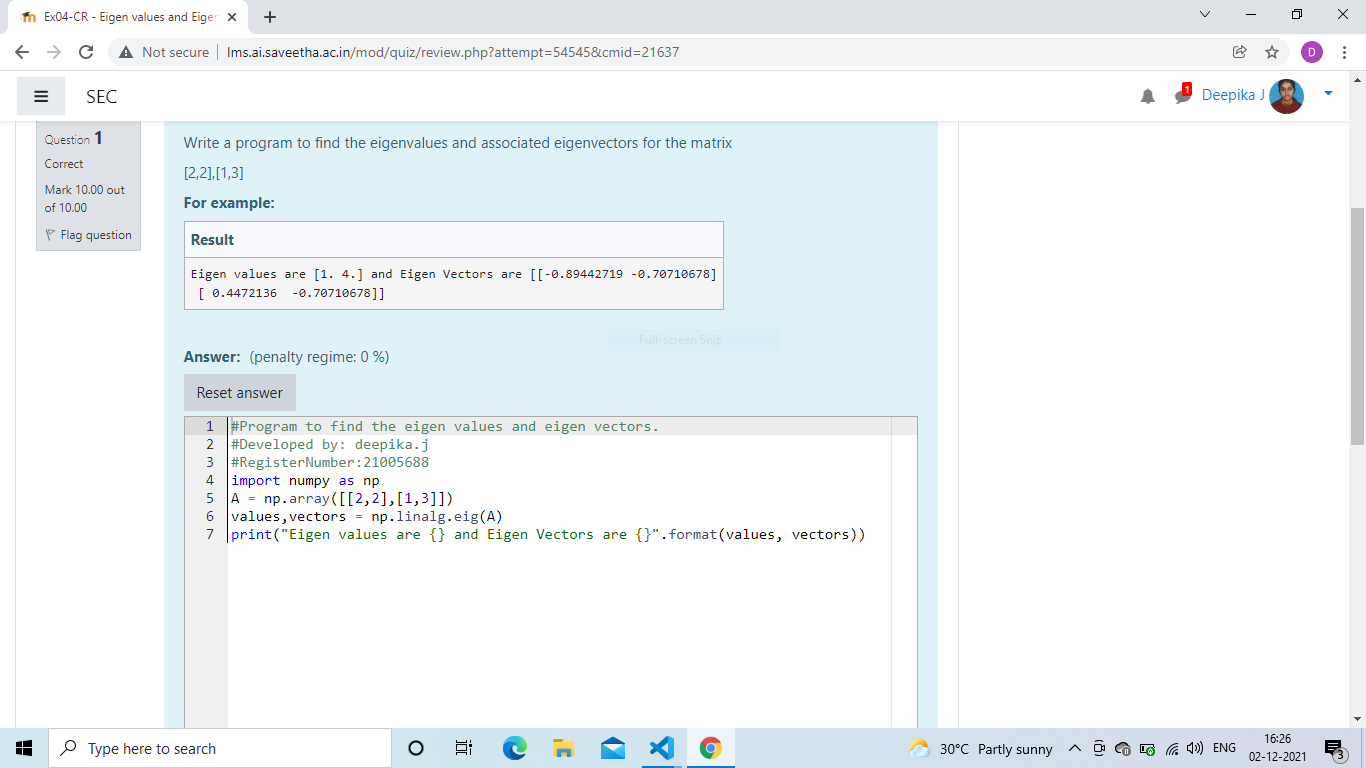 Ex04-CR - Eigen values and Eigen
Not secure
lms.ai.saveetha.ac.in/mod/quiz/review.php?attempt=54545&cmid=21637
D
SEC
1
Deepika J
Question 1
Correct
Mark 10.00 out
of 10.00
Flag question
Write a program to find the eigenvalues and associated eigenvectors for the matrix
[2,2],[1,3]
For example:
Result
Eigen values are [1. 4.] and Eigen Vectors are [[-0.89442719 -0.70710678]
[ 0.4472136  -0.70710678]]
Full-screen Snip
Answer: (penalty regime: 0 %)
Reset answer
1 #Program to find the eigen values and eigen vectors.
2 #Developed by: deepika.j
3 #RegisterNumber:21005688
4 import numpy as np
5 A = np.array([[2,2],[1,3]])
6 values,vectors = np.linalg.eig(A)
7 print("Eigen values are {} and Eigen Vectors are {}".format(values, vectors))
Type here to search
30°C Partly sunny
ENG
16:26
02-12-2021
3